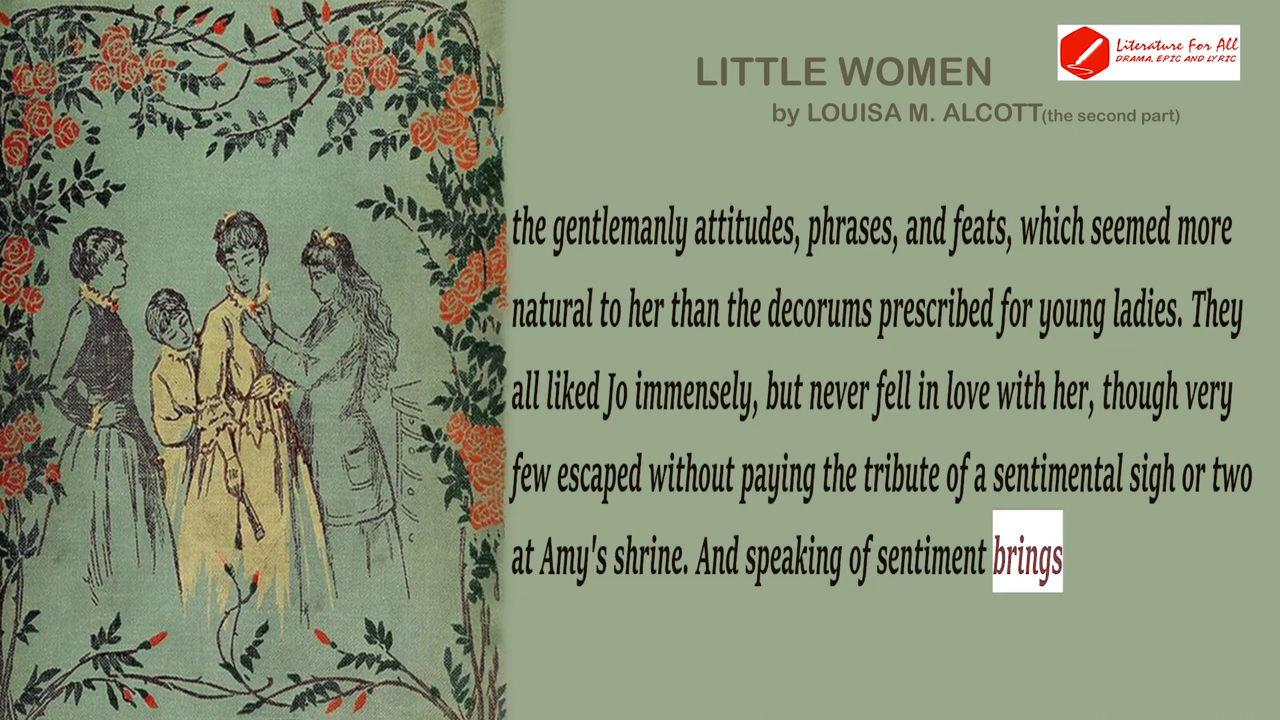 LITTLE WOMEN
by LOUISA M. ALCOTT(the second part)
Literature For All
DRAMA, EPIC AND LYRIC
the gentlemanly attitudes, phrases, and feats, which seemed more
natural to her than the decorums prescribed for young ladies. They
all liked Jo immensely, but never fell in love with her, though very
few escaped without paying the tribute of a sentimental sigh or two
at Amy's shrine. And speaking of sentiment brings